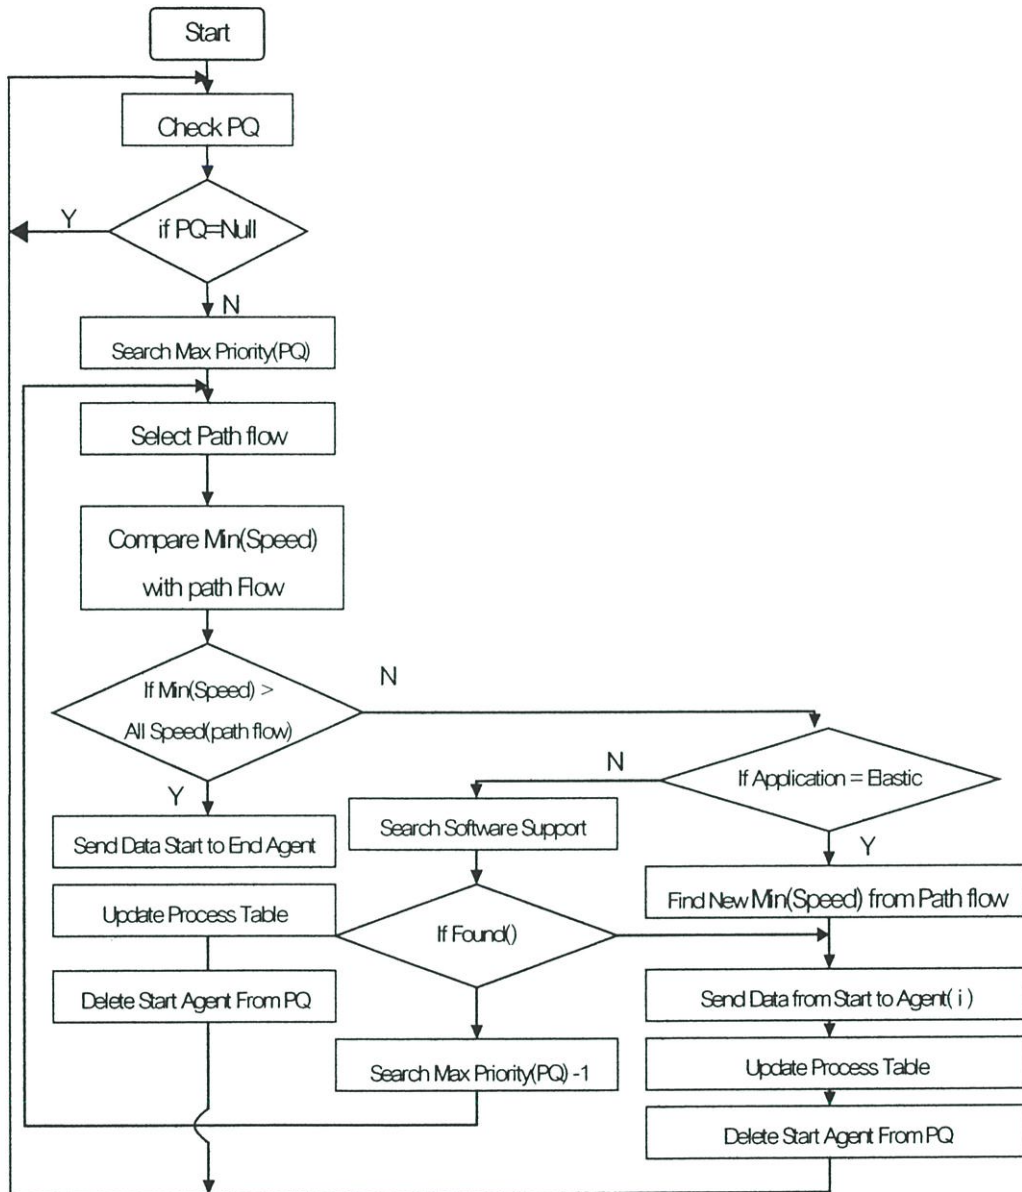 Start
Check PQ
Y
if PQ=Null
N
Search Max Priority(PQ)
Select Path flow
Compare Min(Speed)
with path Flow
N
If Min(Speed) >
All Speed(path flow)
Y
N
If Application = Elastic
Y
Send Data Start to End Agent
Search Software Support
Find New Min(Speed) from Path flow
Update Process Table
If Found()
Delete Start Agent From PQ
Send Data from Start to Agent( i )
Search Max Priority(PQ) -1
Update Process Table
Delete Start Agent From PQ